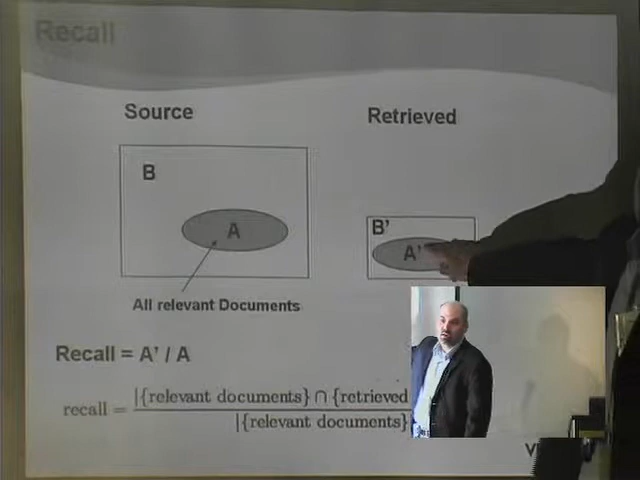 Recall
Source
Retrieved
B
A
B'
A'
All relevant Documents
Recall = A' / A
recall =
|{relevant documents} ∩ {retrieved
|{relevant documents}